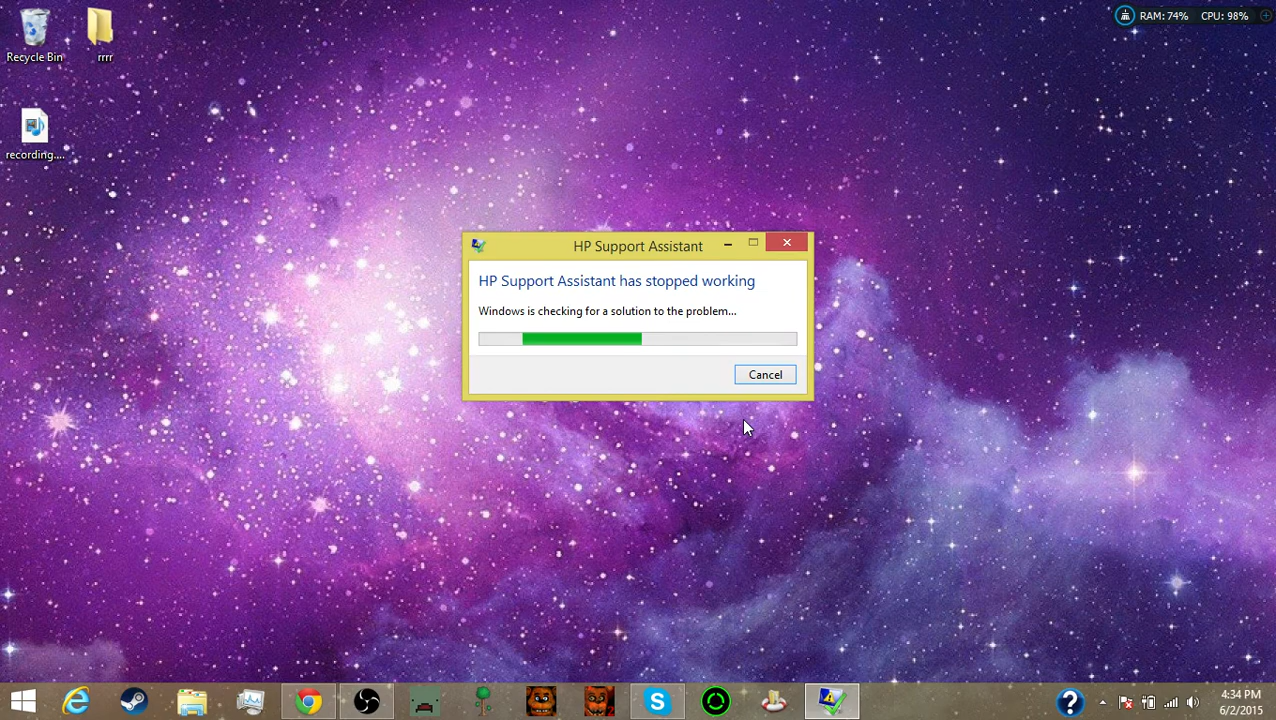 Recycle Bin
rrrr
recording....
RAM: 74% CPU: 98%
HP Support Assistant
HP Support Assistant has stopped working
Windows is checking for a solution to the problem...
Cancel
4:34 PM
6/2/2015